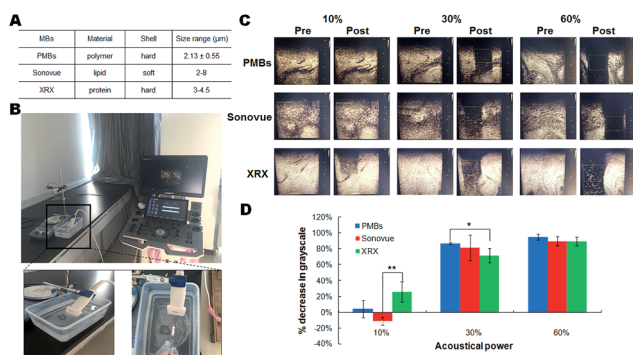 A
MBs Material Shell Size range (μm)
PMBs polymer hard 2.13 ± 0.55
Sonovue lipid soft 2-8
XRX protein hard 3-4.5
B
C
10% 30% 60%
Pre Post Pre Post Pre Post
PMBs
Sonovue
XRX
D
% decrease in grayscale
120%
100%
80%
60%
40%
20%
0%
-20%
-40%
PMBs
Sonovue
XRX
**
*
10% 30% 60%
Acoustical power